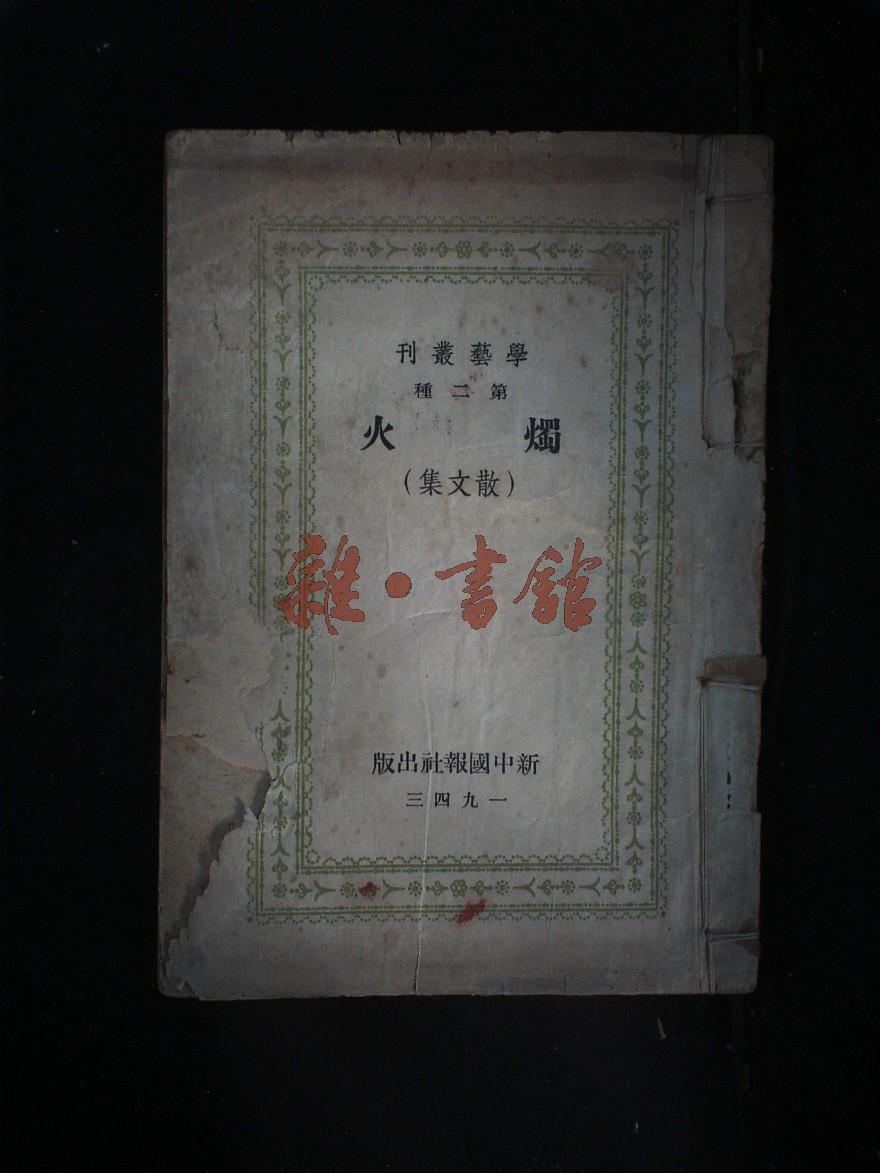 學藝叢刊
第二種
燭火
(散文集)
雜·書館
新中國報社出版
一九四三